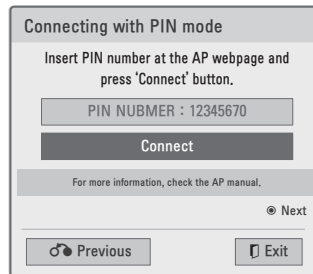 Connecting with PIN mode
Insert PIN number at the AP webpage and
press ‘Connect’ button.
PIN NUBMER : 12345670
Connect
For more information, check the AP manual.
Next
Previous
Exit